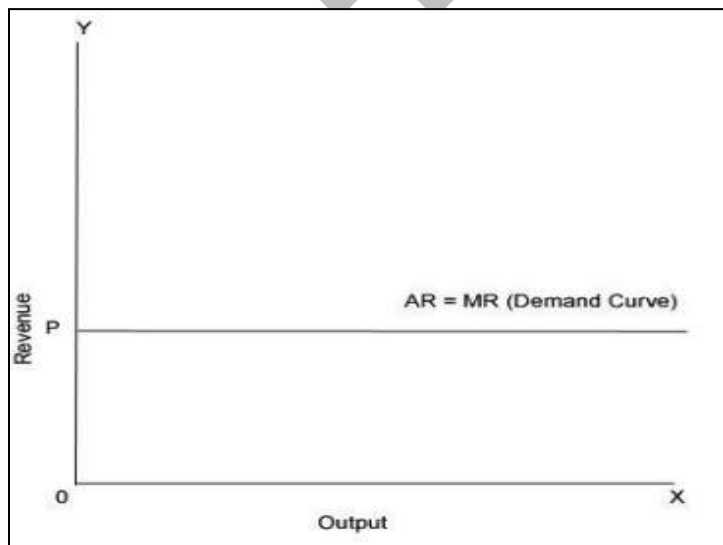 Y
AR = MR (Demand Curve)
P
Revenue
0
X
Output